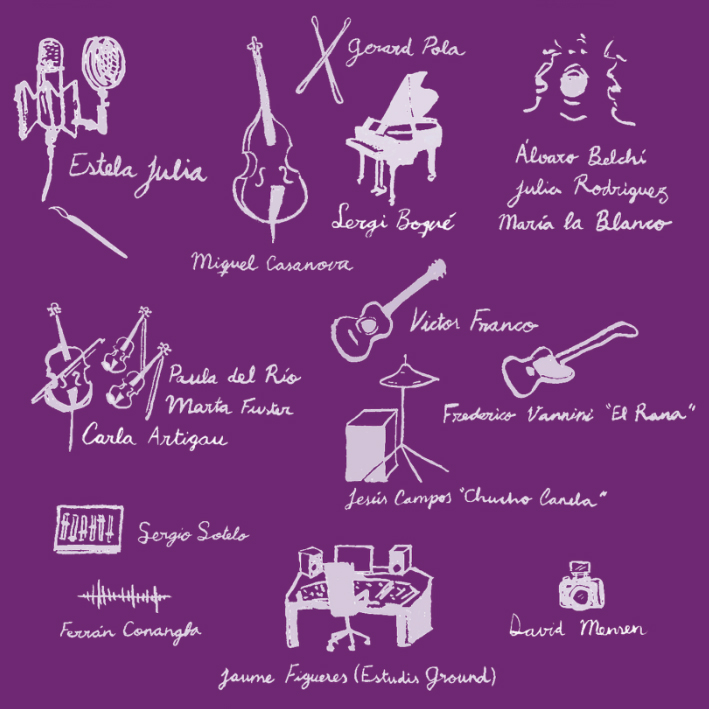 Gerard Pola
Estela Julia
Sergi Boqué
Álvaro Belchí
Julia Rodriguez
María la Blanco
Miguel Casanova
Victor Franco
Paula del Río
Marta Fuster
Carla Artigau
Frederico Vannini "El Rana"
Jesús Campos "Chucho Canela"
Sergio Sotelo
Ferrán Conangla
David Mensen
Jaume Figueres (Estudis Ground)